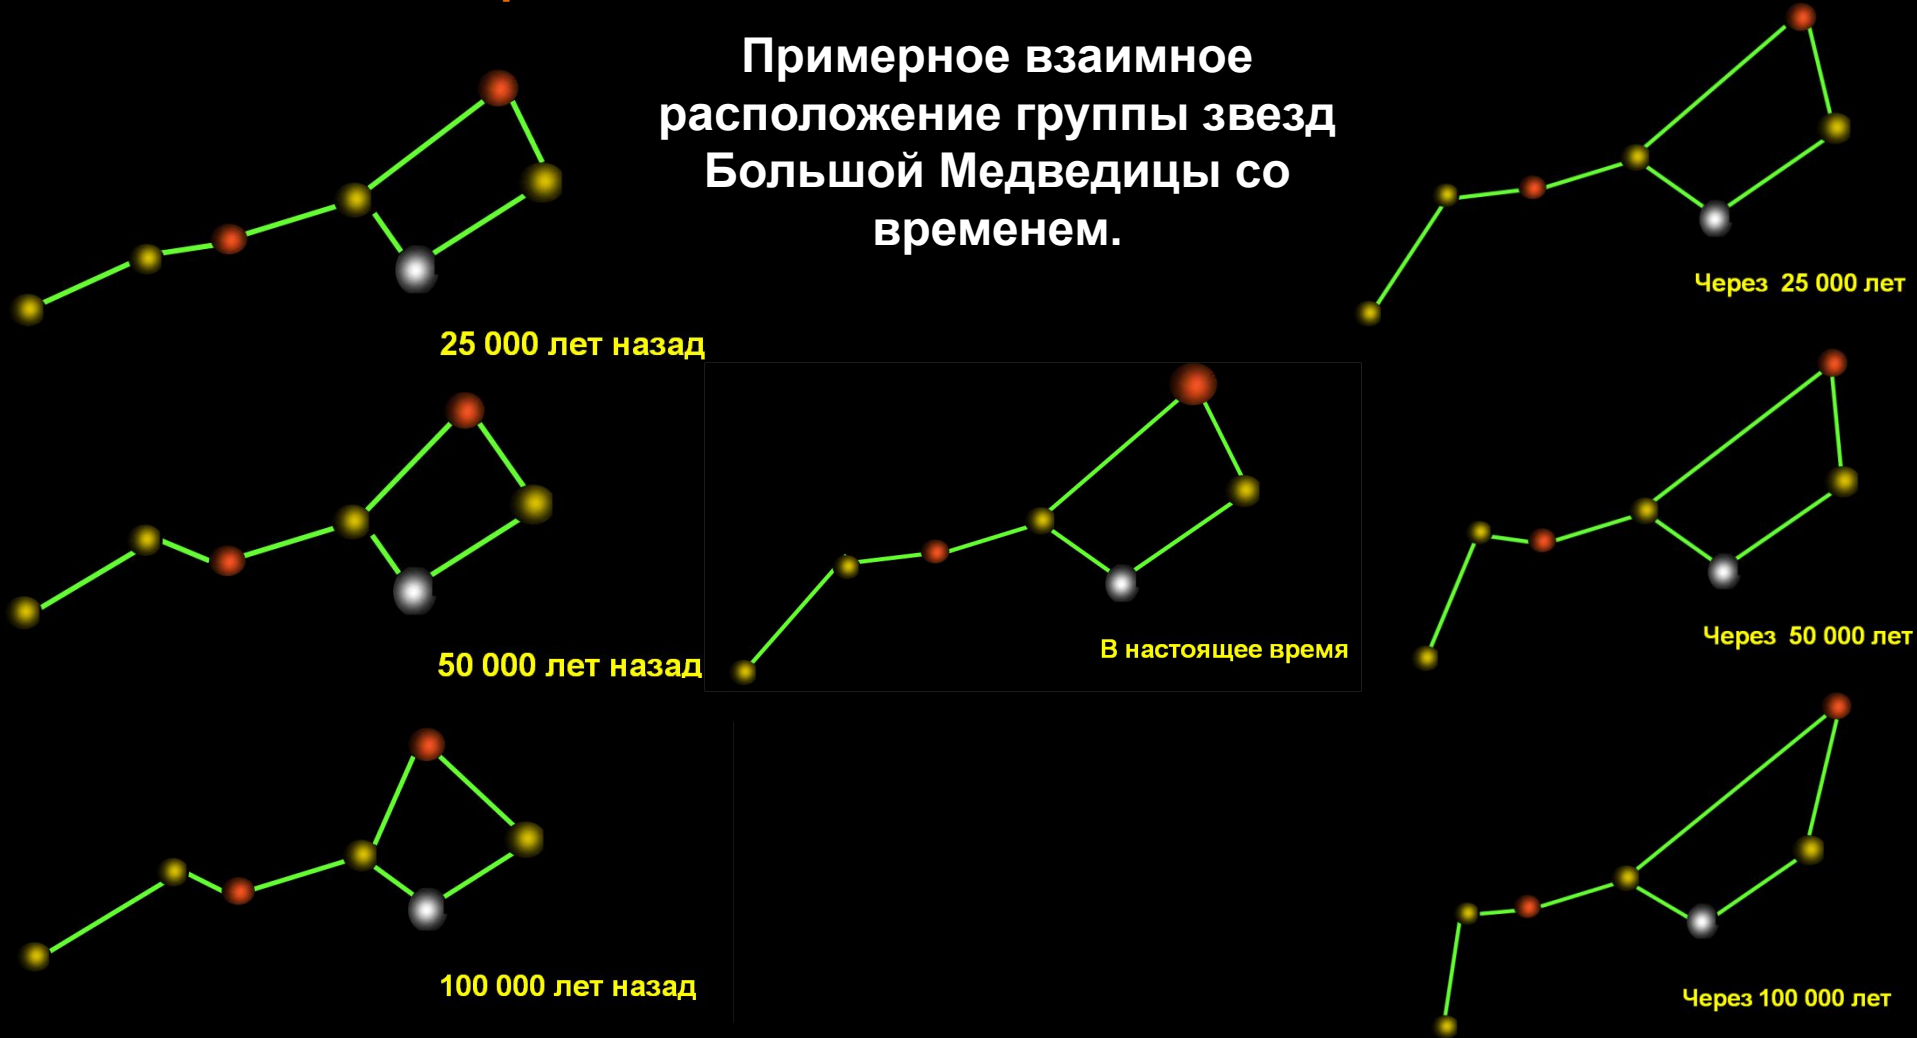 Примерное взаимное
расположение группы звезд
Большой Медведицы со
временем.
25 000 лет назад
50 000 лет назад
100 000 лет назад
В настоящее время
Через 25 000 лет
Через 50 000 лет
Через 100 000 лет